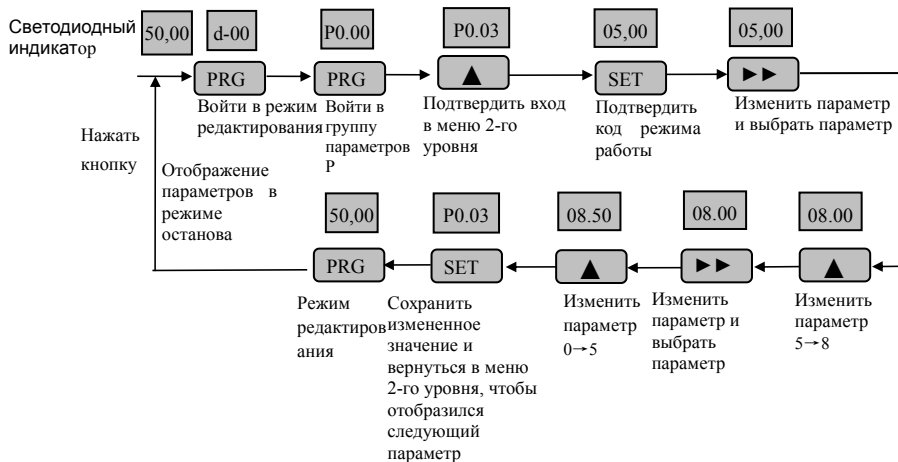 Светодиодный
индикатор
50,00
d-00
P0.00
P0.03
05,00
05,00
PRG
PRG
▲
SET
►►
Войти в режим
редактирования
Войти в
группу
параметров
P
Подтвердить вход
в меню 2-го
уровня
Подтвердить
код режима
работы
Изменить параметр
и выбрать параметр
Нажать
кнопку
Отображение
параметров в
режиме
останова
50,00
P0.03
08.50
08.00
08.00
PRG
SET
▲
►►
▲
Режим
редактиров
ания
Сохранить
измененное
значение и
вернуться в меню
2-го уровня, чтобы
отобразился
следующий
параметр
Изменить
параметр
0→5
Изменить
параметр и
выбрать
параметр
Изменить
параметр
5→8